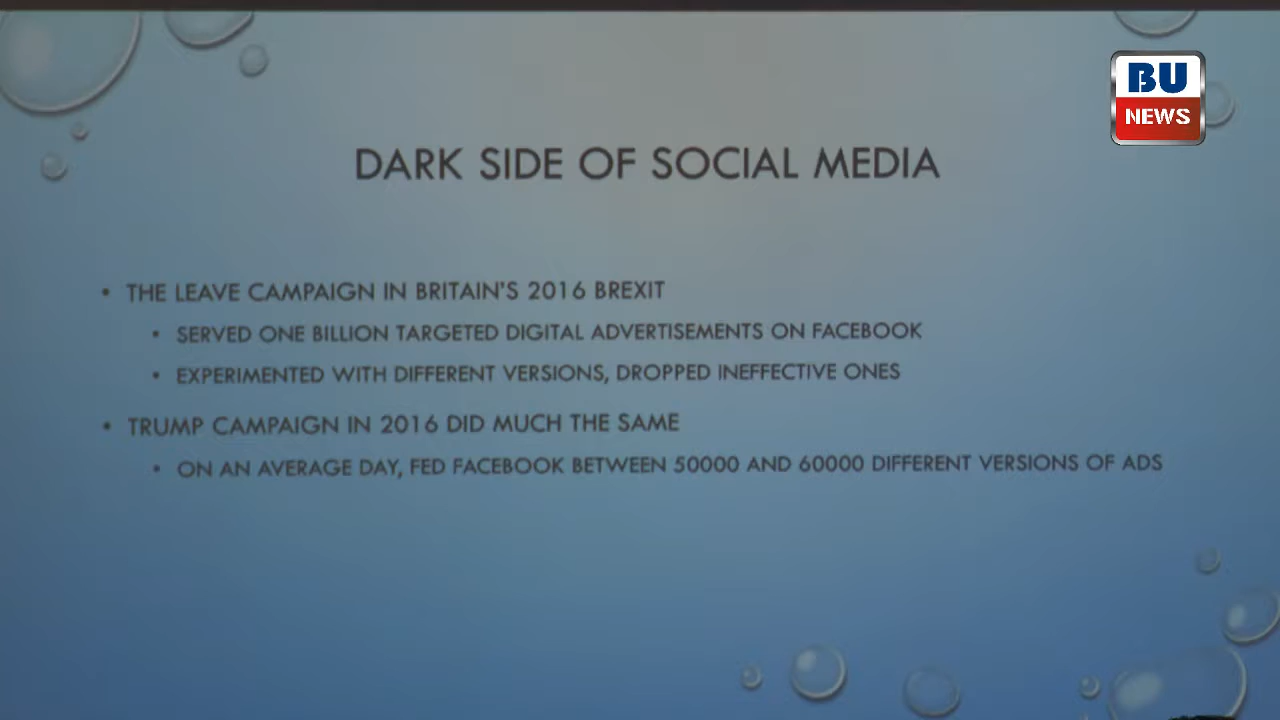 BU
NEWS
DARK SIDE OF SOCIAL MEDIA
• THE LEAVE CAMPAIGN IN BRITAIN'S 2016 BREXIT
• SERVED ONE BILLION TARGETED DIGITAL ADVERTISEMENTS ON FACEBOOK
• EXPERIMENTED WITH DIFFERENT VERSIONS, DROPPED INEFFECTIVE ONES
• TRUMP CAMPAIGN IN 2016 DID MUCH THE SAME
• ON AN AVERAGE DAY, FED FACEBOOK BETWEEN 50000 AND 60000 DIFFERENT VERSIONS OF ADS